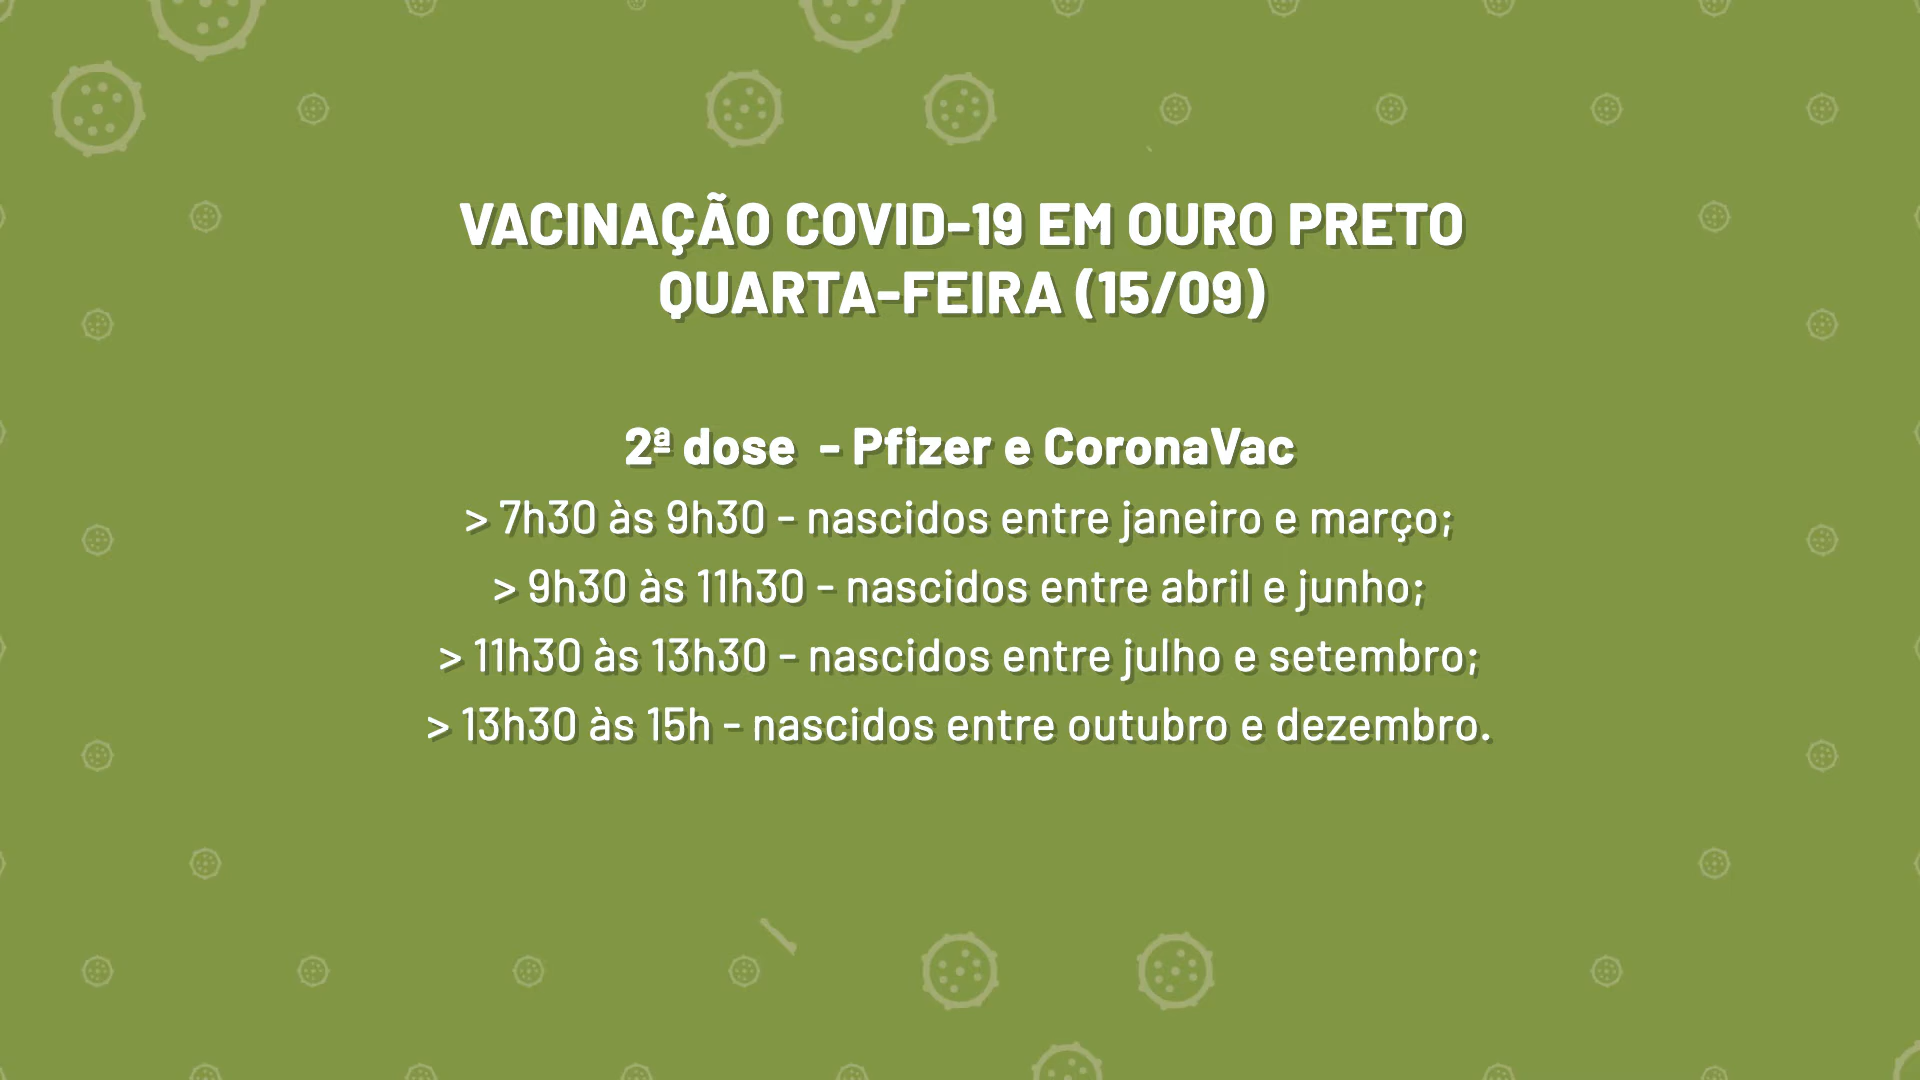 VACINAÇÃO COVID-19 EM OURO PRETO
QUARTA-FEIRA (15/09)
2ª dose - Pfizer e CoronaVac
> 7h30 às 9h30 - nascidos entre janeiro e março;
> 9h30 às 11h30 - nascidos entre abril e junho;
> 11h30 às 13h30 - nascidos entre julho e setembro;
> 13h30 às 15h - nascidos entre outubro e dezembro.